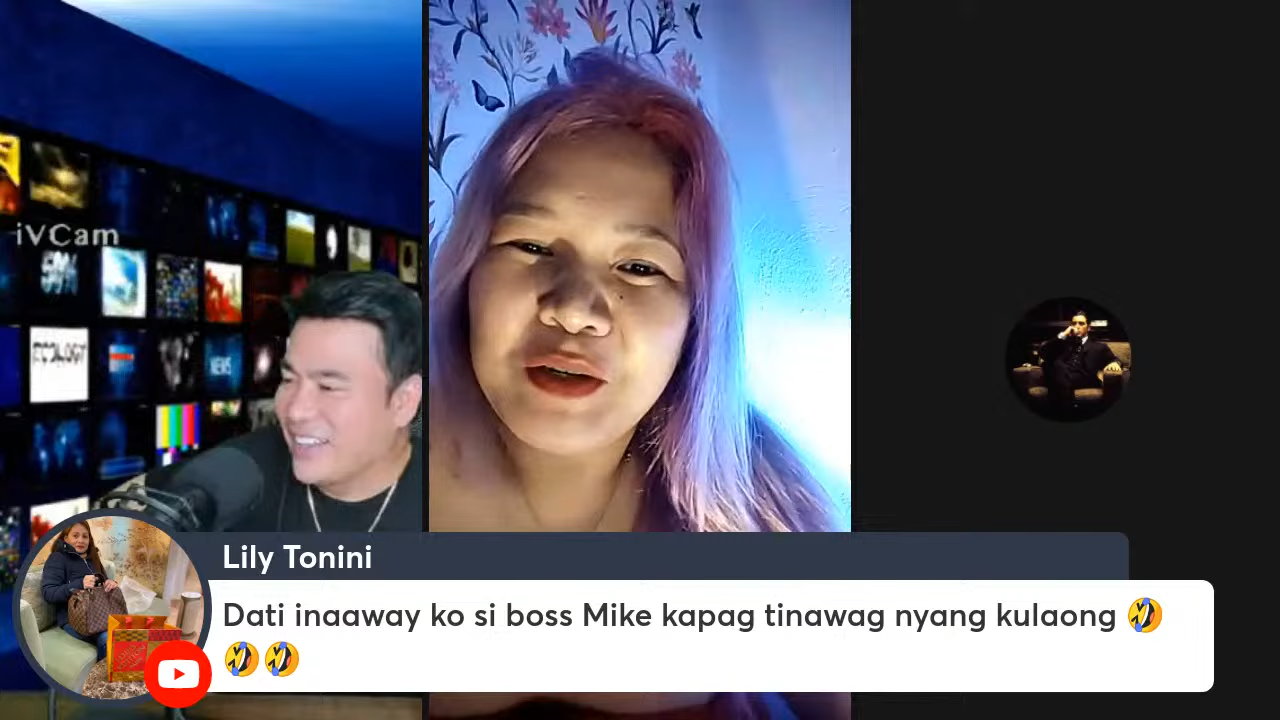 iVCam
ECOLOGY
NEWS
Lily Tonini
Dati inaaway ko si boss Mike kapag tinawag nyang kulaong 🤣
🤣🤣